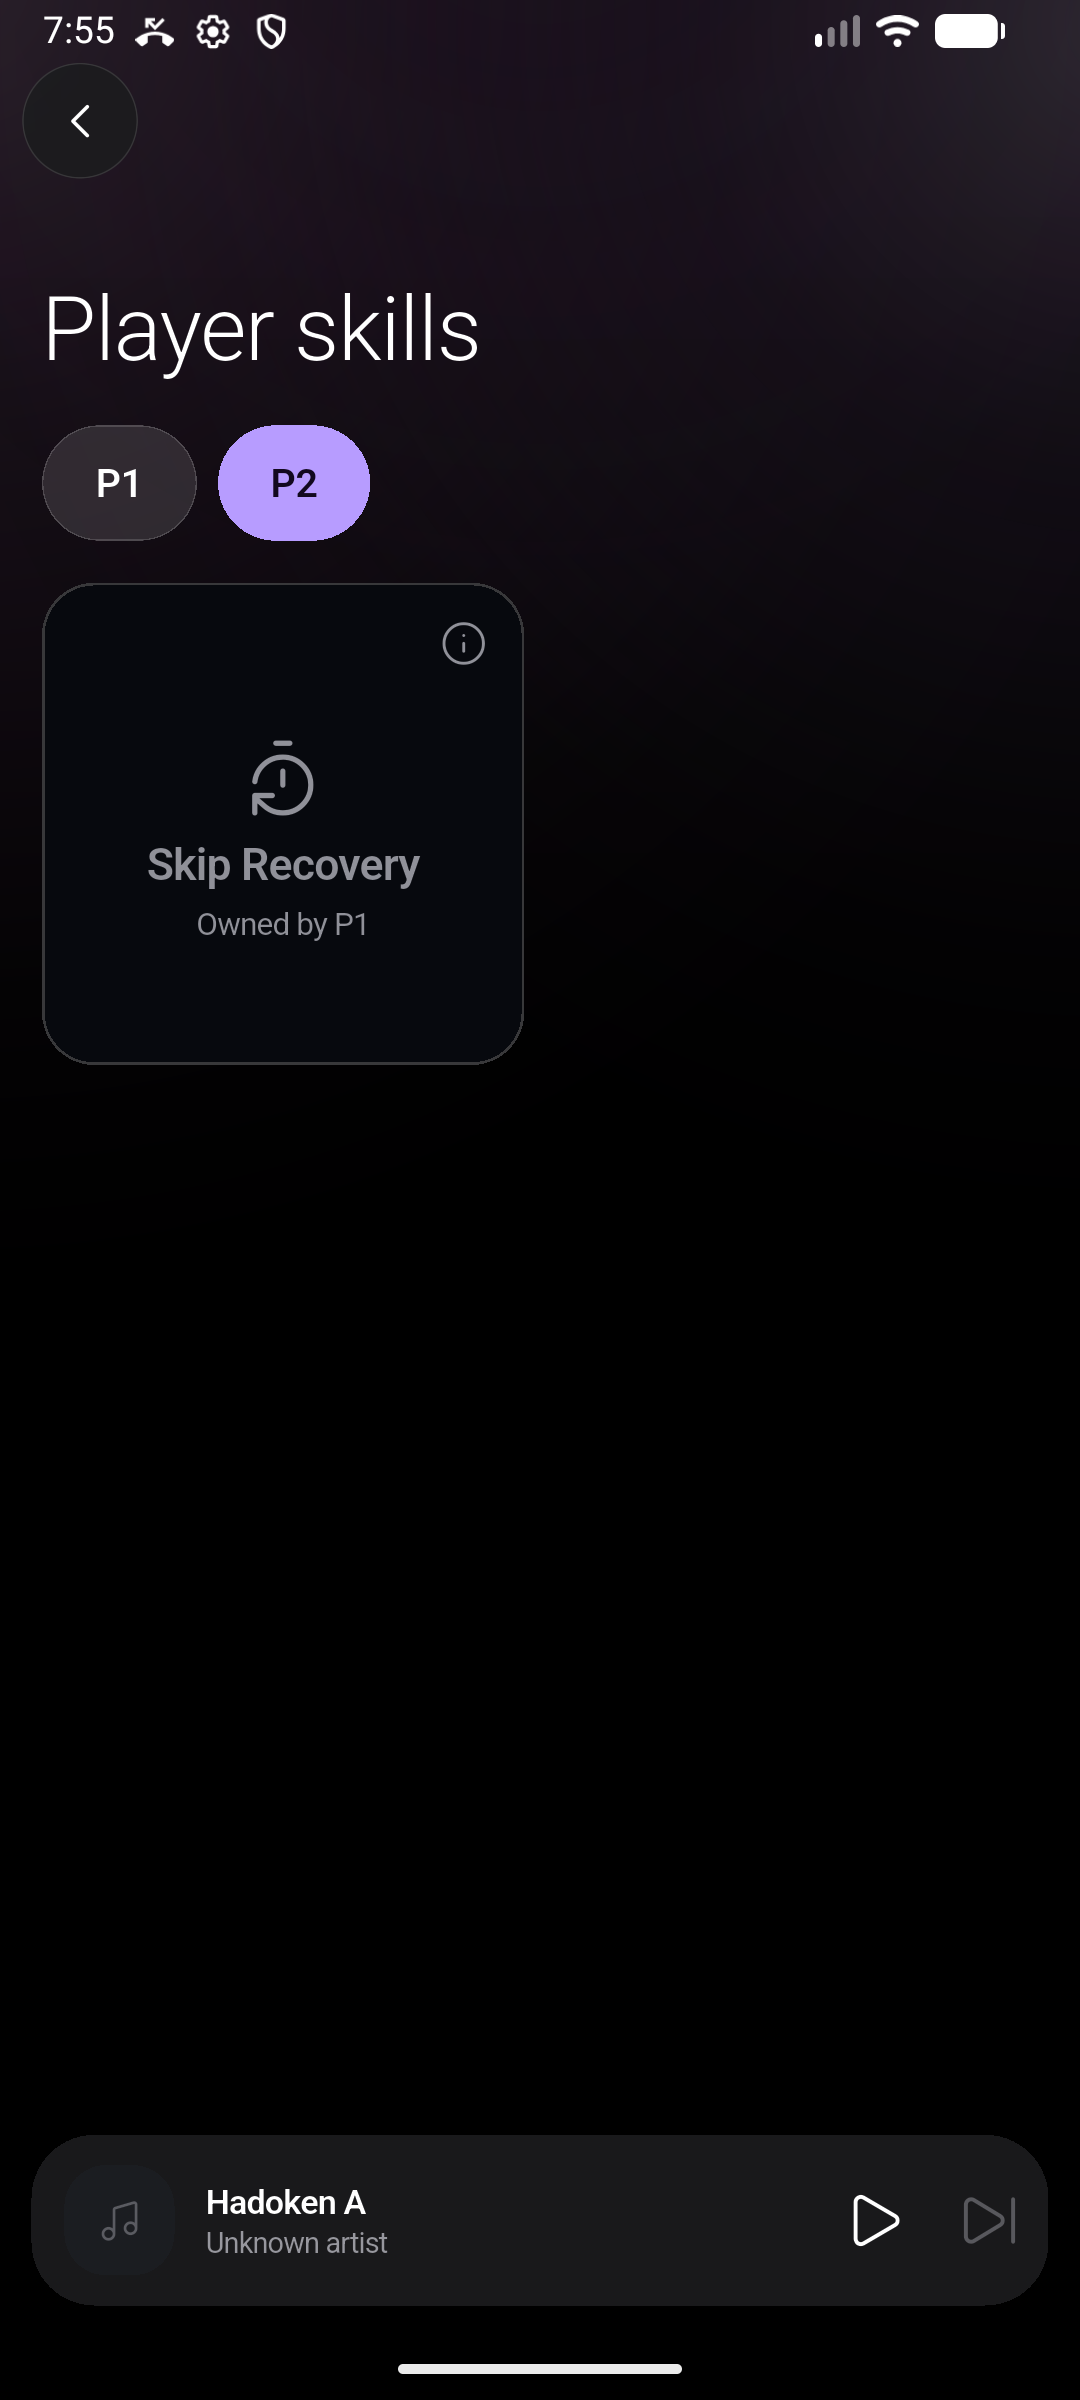 7:55
Player skills
P1 P2
Skip Recovery
Owned by P1
Hadoken A
Unknown artist